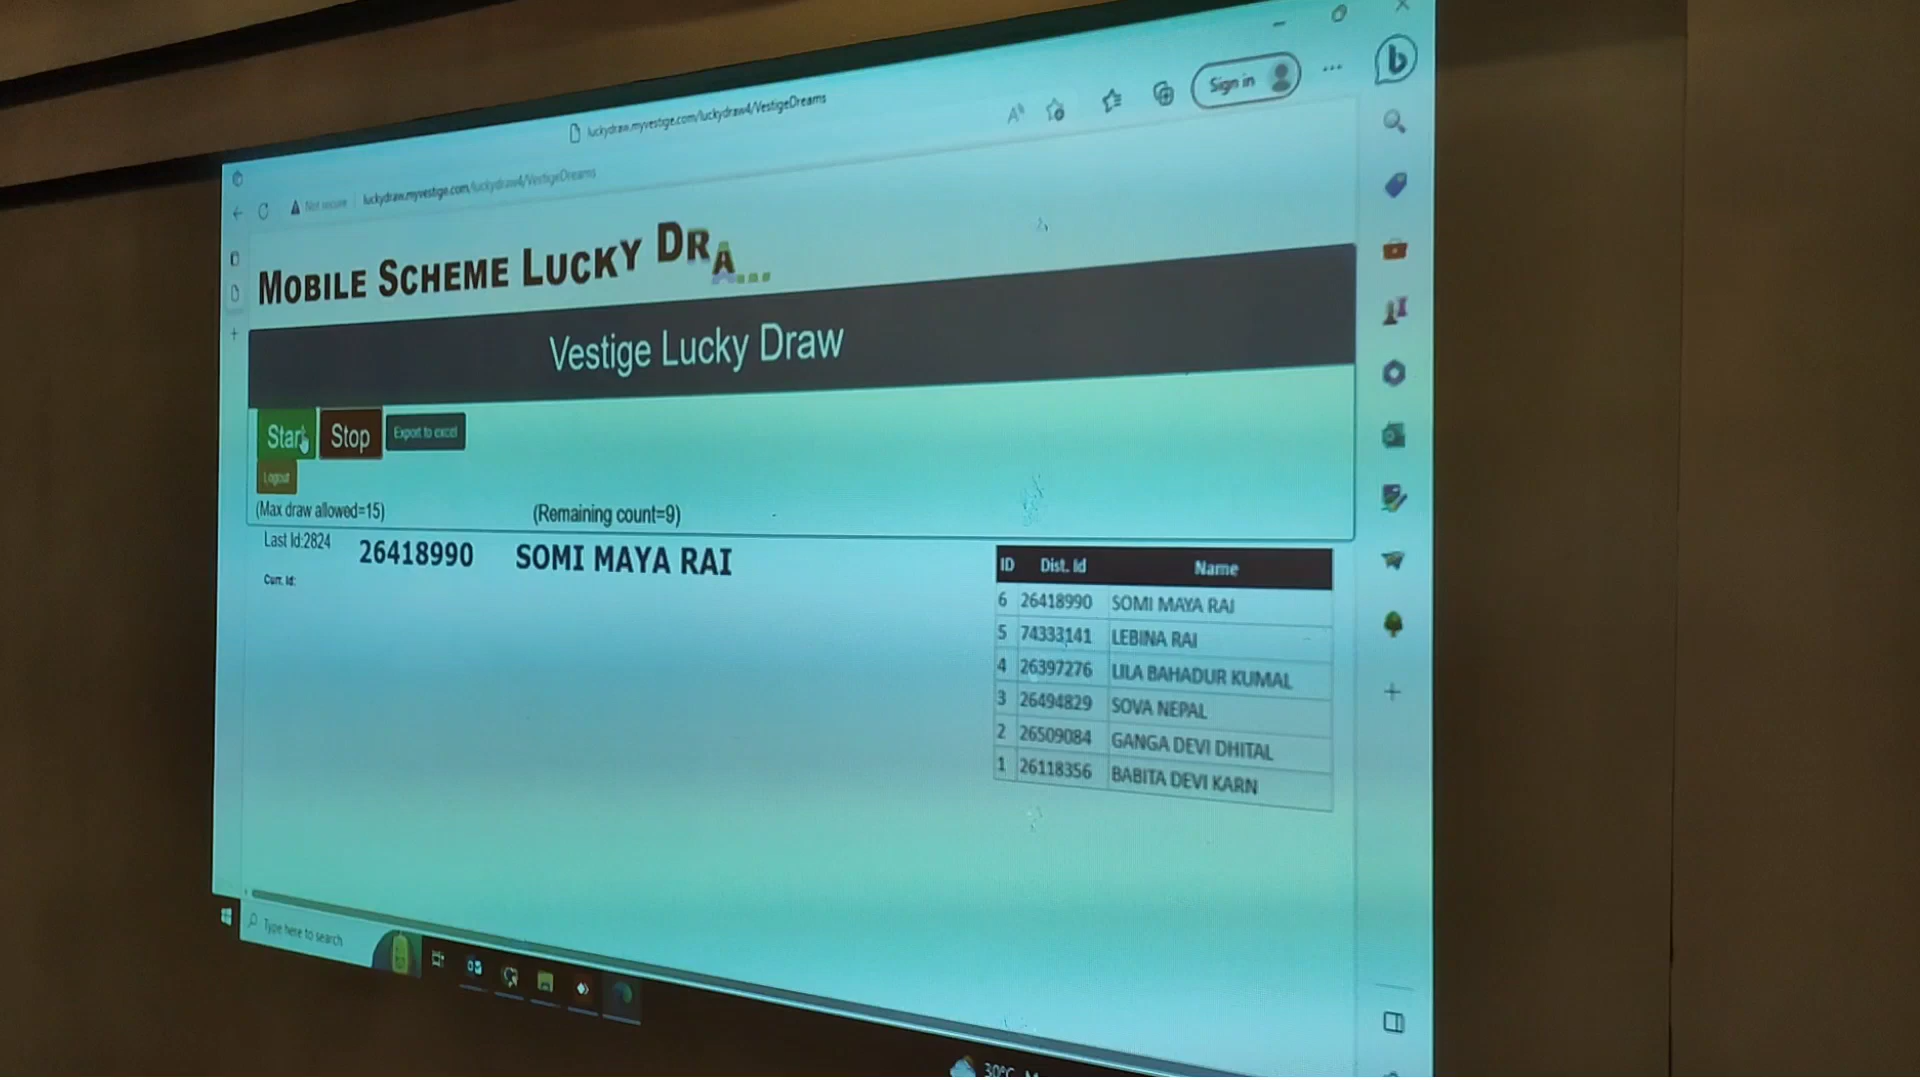 luckydraw.myvestige.com/luckydraw4/VestigeDreams
Sign in
Not secure luckydraw.myvestige.com/luckydraw4/VestigeDreams
MOBILE SCHEME LUCKY DRA...
Vestige Lucky Draw
Start Stop Export to excel
Logout
(Max draw allowed=15) (Remaining count=9)
Last Id:2824 26418990 SOMI MAYA RAI
Curr. Id:
ID Dist. Id Name
6 26418990 SOMI MAYA RAI
5 74333141 LEBINA RAI
4 26397276 LILA BAHADUR KUMAL
3 26494829 SOVA NEPAL
2 26509084 GANGA DEVI DHITAL
1 26118356 BABITA DEVI KARN
Type here to search
30°C